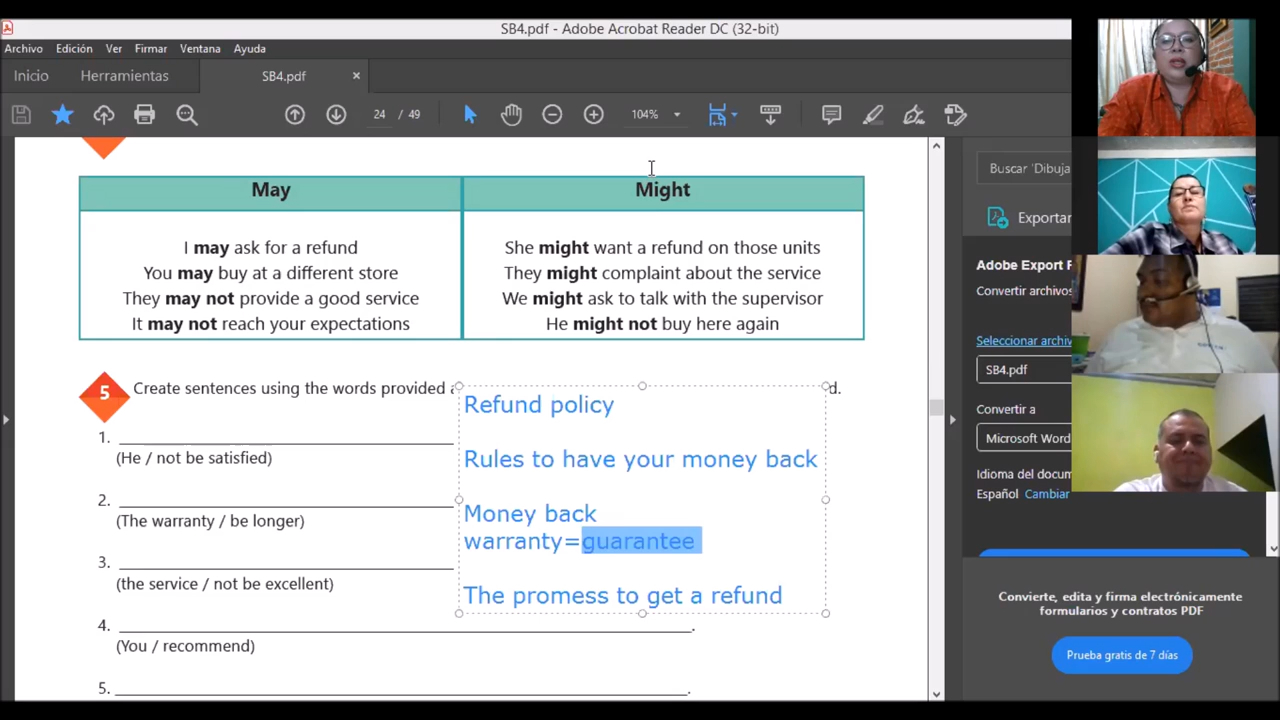 SB4.pdf - Adobe Acrobat Reader DC (32-bit)
Archivo Edición Ver Firmar Ventana Ayuda
Inicio Herramientas SB4.pdf ×
24 / 49 104%
May Might
I may ask for a refund
You may buy at a different store
They may not provide a good service
It may not reach your expectations
She might want a refund on those units
They might complaint about the service
We might ask to talk with the supervisor
He might not buy here again
5 Create sentences using the words provided d.
1.
(He / not be satisfied)
2.
(The warranty / be longer)
3.
(the service / not be excellent)
4. .
(You / recommend)
5. .
Refund policy
Rules to have your money back
Money back
warranty=guarantee
The promess to get a refund
Buscar 'Dibuja
Exportar
Adobe Export P
Convertir archivos
Seleccionar archiv
SB4.pdf
Convertir a
Microsoft Word
Idioma del docum
Español Cambiar
Convierte, edita y firma electrónicamente
formularios y contratos PDF
Prueba gratis de 7 días